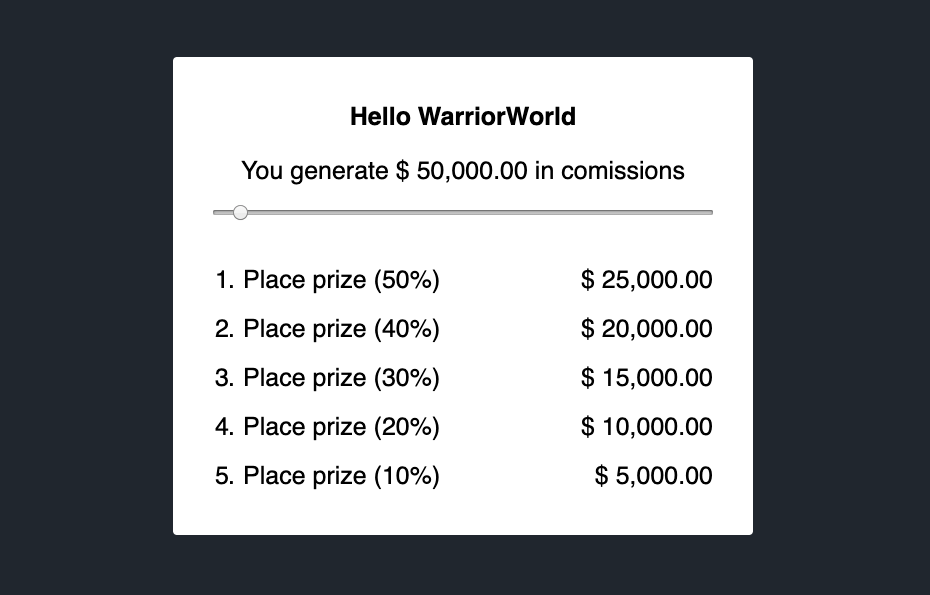 Hello WarriorWorld
You generate $ 50,000.00 in comissions
1. Place prize (50%) $ 25,000.00
2. Place prize (40%) $ 20,000.00
3. Place prize (30%) $ 15,000.00
4. Place prize (20%) $ 10,000.00
5. Place prize (10%) $ 5,000.00